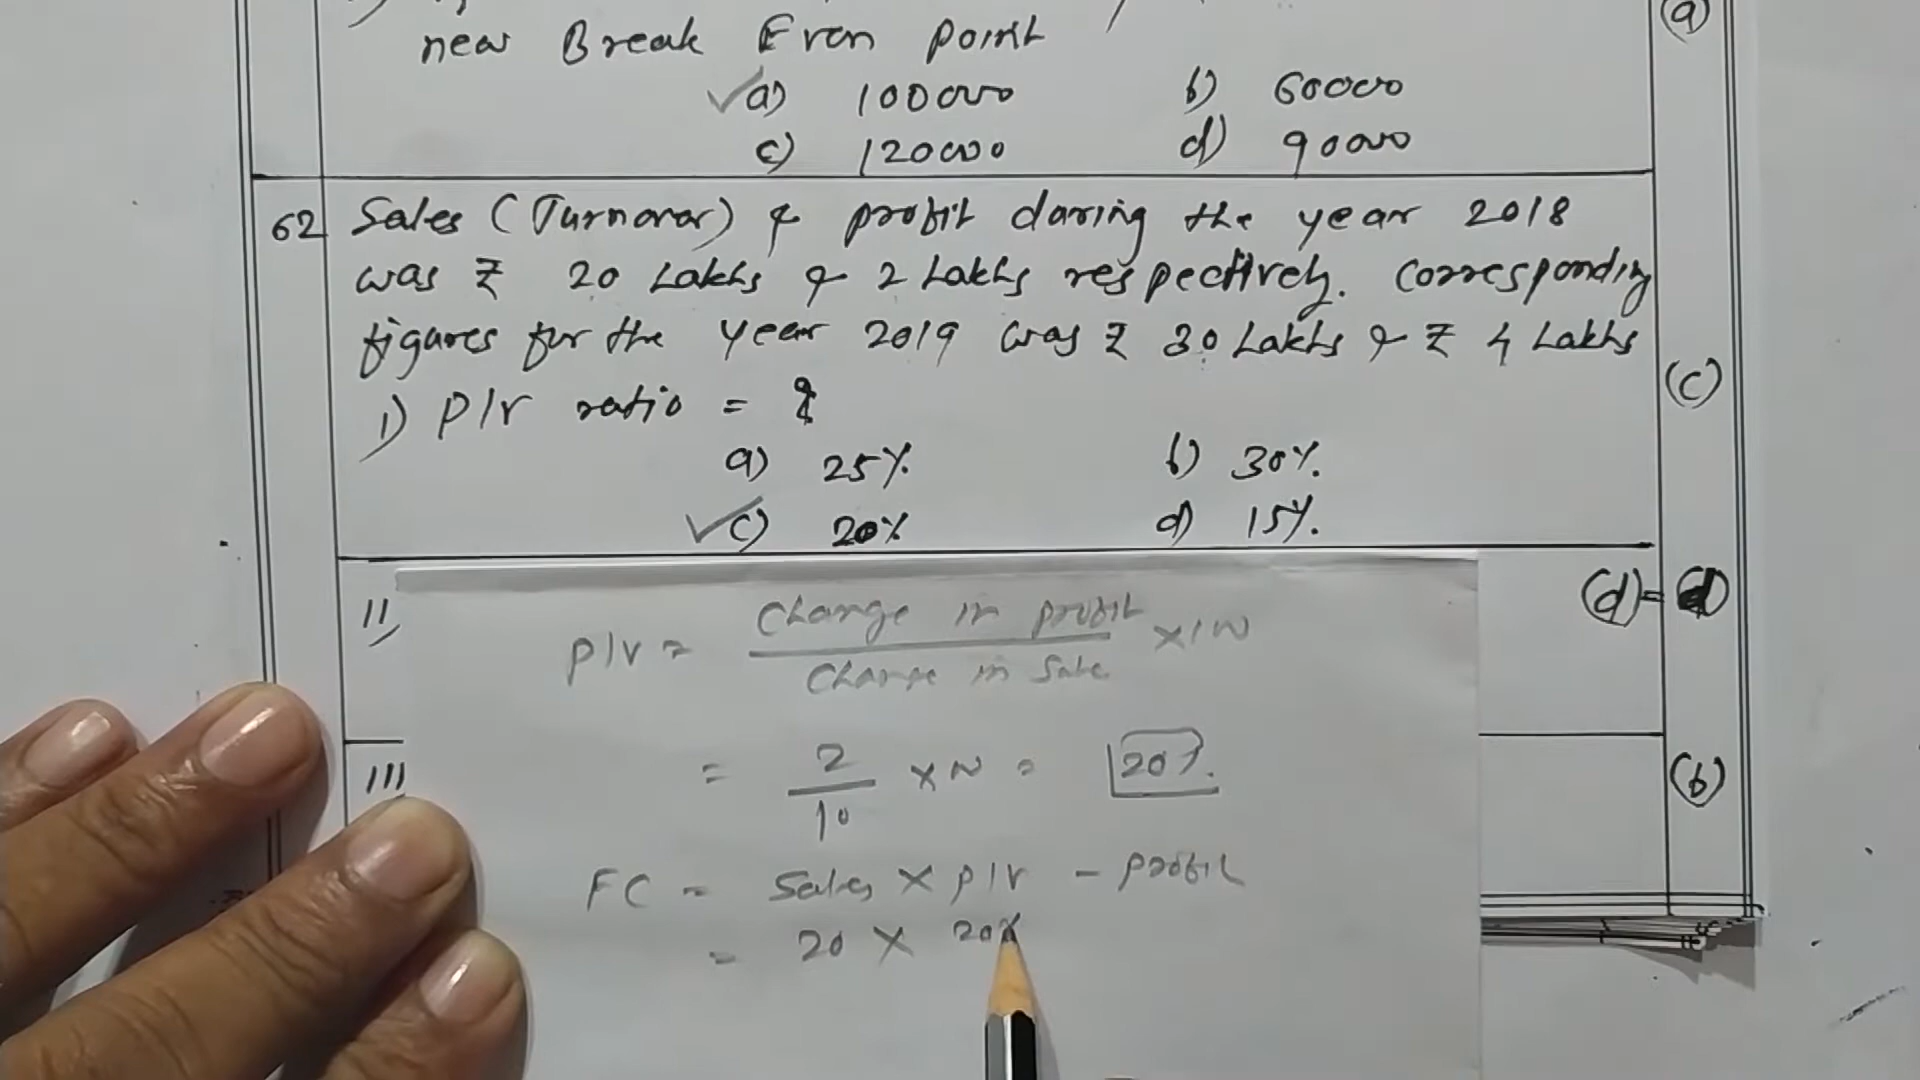 new Break Even point
(a)
a) 100000 b) 60000
c) 120000 d) 90000
62 Sales (Turnover) & profit during the year 2018
was ₹ 20 Lakhs & 2 Lakhs respectively. Corresponding
figures for the year 2019 was ₹ 30 Lakhs & ₹ 4 Lakhs
(c)
1) P/V ratio = ?
a) 25% b) 30%.
c) 20% d) 15%.
11)
(d) =
P/V = Change in profit
Change in Sale × 100
= 2/10 × 100 = 20%.
111
(b)
FC = Sales × P/V - profit
= 20 × 20%